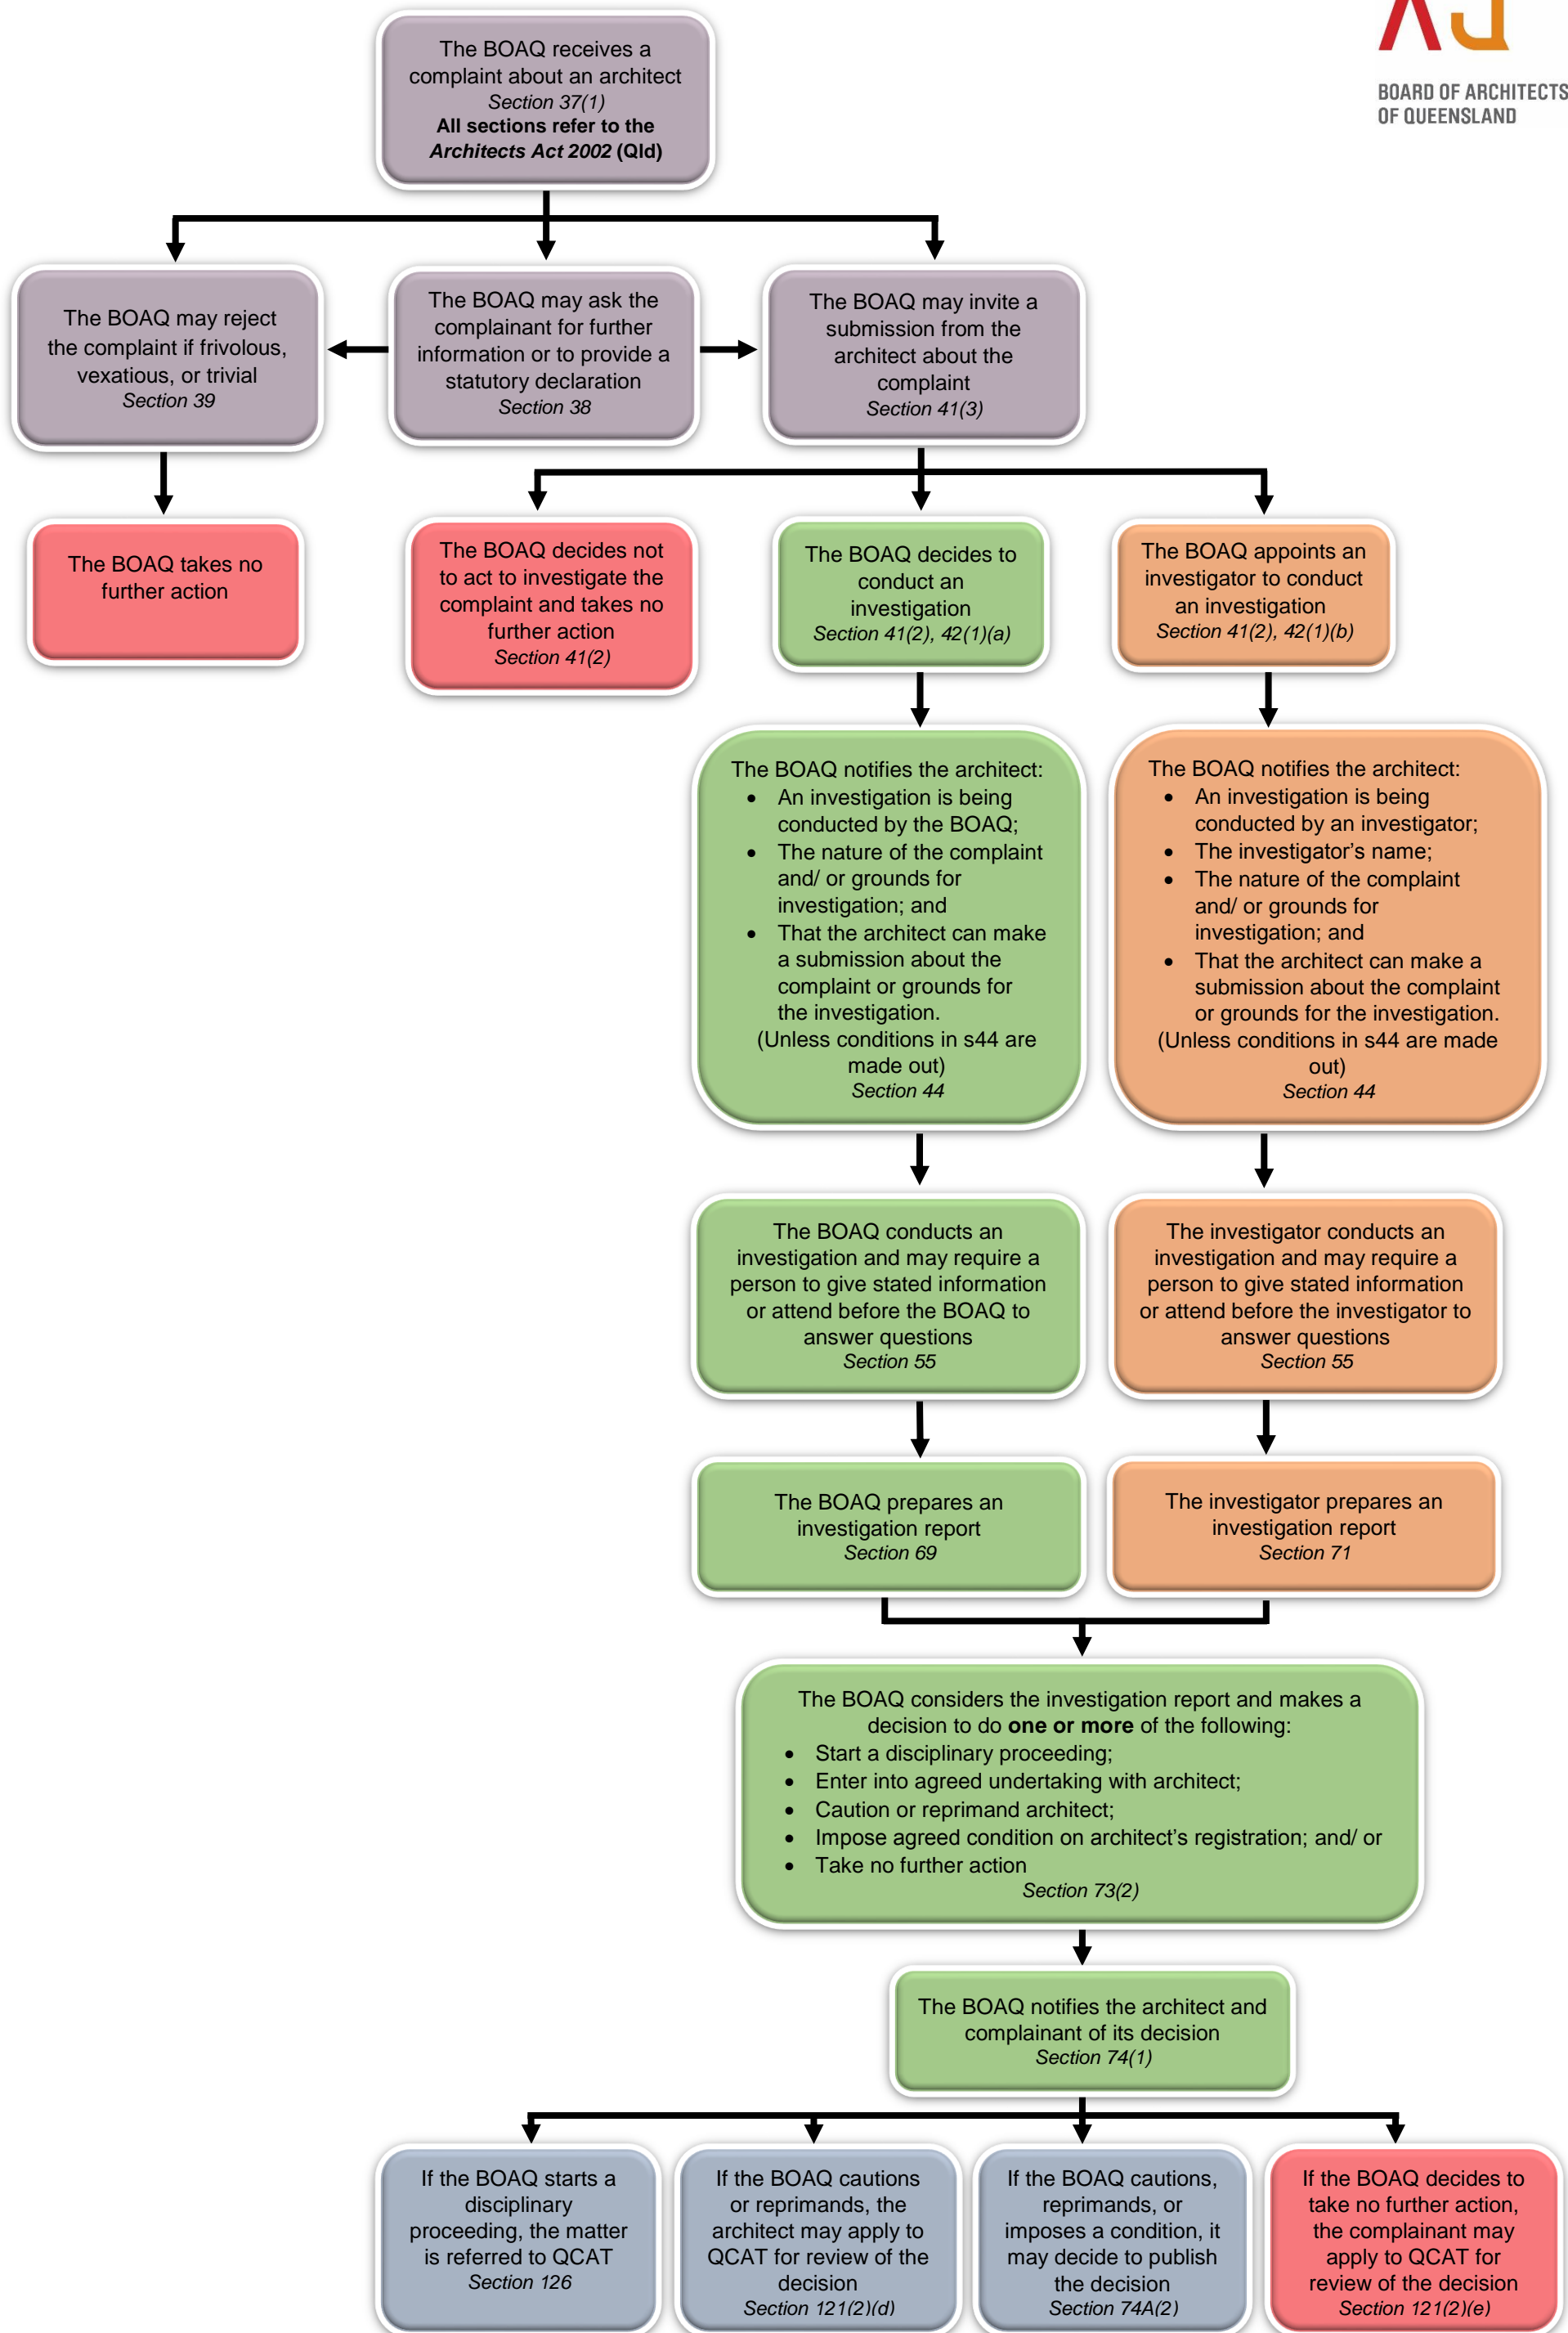 BOARD OF ARCHITECTS
OF QUEENSLAND
The BOAQ receives a
complaint about an architect
Section 37(1)
All sections refer to the
Architects Act 2002 (Qld)
The BOAQ may reject
the complaint if frivolous,
vexatious, or trivial
Section 39
The BOAQ may ask the
complainant for further
information or to provide a
statutory declaration
Section 38
The BOAQ may invite a
submission from the
architect about the
complaint
Section 41(3)
The BOAQ takes no
further action
The BOAQ decides not
to act to investigate the
complaint and takes no
further action
Section 41(2)
The BOAQ decides to
conduct an
investigation
Section 41(2), 42(1)(a)
The BOAQ appoints an
investigator to conduct
an investigation
Section 41(2), 42(1)(b)
The BOAQ notifies the architect:
• An investigation is being
conducted by the BOAQ;
• The nature of the complaint
and/ or grounds for
investigation; and
• That the architect can make
a submission about the
complaint or grounds for
the investigation.
(Unless conditions in s44 are
made out)
Section 44
The BOAQ notifies the architect:
• An investigation is being
conducted by an investigator;
• The investigator’s name;
• The nature of the complaint
and/ or grounds for
investigation; and
• That the architect can make a
submission about the complaint
or grounds for the investigation.
(Unless conditions in s44 are made
out)
Section 44
The BOAQ conducts an
investigation and may require a
person to give stated information
or attend before the BOAQ to
answer questions
Section 55
The investigator conducts an
investigation and may require a
person to give stated information
or attend before the investigator to
answer questions
Section 55
The BOAQ prepares an
investigation report
Section 69
The investigator prepares an
investigation report
Section 71
The BOAQ considers the investigation report and makes a
decision to do one or more of the following:
• Start a disciplinary proceeding;
• Enter into agreed undertaking with architect;
• Caution or reprimand architect;
• Impose agreed condition on architect’s registration; and/ or
• Take no further action
Section 73(2)
The BOAQ notifies the architect and
complainant of its decision
Section 74(1)
If the BOAQ starts a
disciplinary
proceeding, the matter
is referred to QCAT
Section 126
If the BOAQ cautions
or reprimands, the
architect may apply to
QCAT for review of the
decision
Section 121(2)(d)
If the BOAQ cautions,
reprimands, or
imposes a condition, it
may decide to publish
the decision
Section 74A(2)
If the BOAQ decides to
take no further action,
the complainant may
apply to QCAT for
review of the decision
Section 121(2)(e)